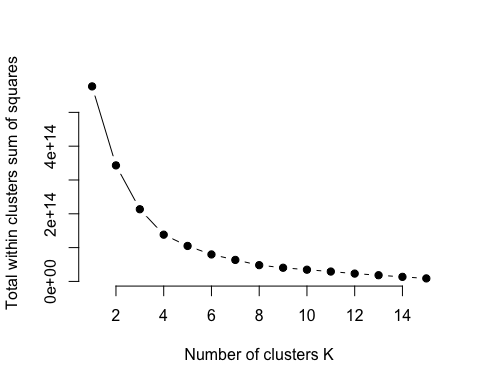 Total within clusters sum of squares
4e+14
2e+14
0e+00
2 4 6 8 10 12 14
Number of clusters K